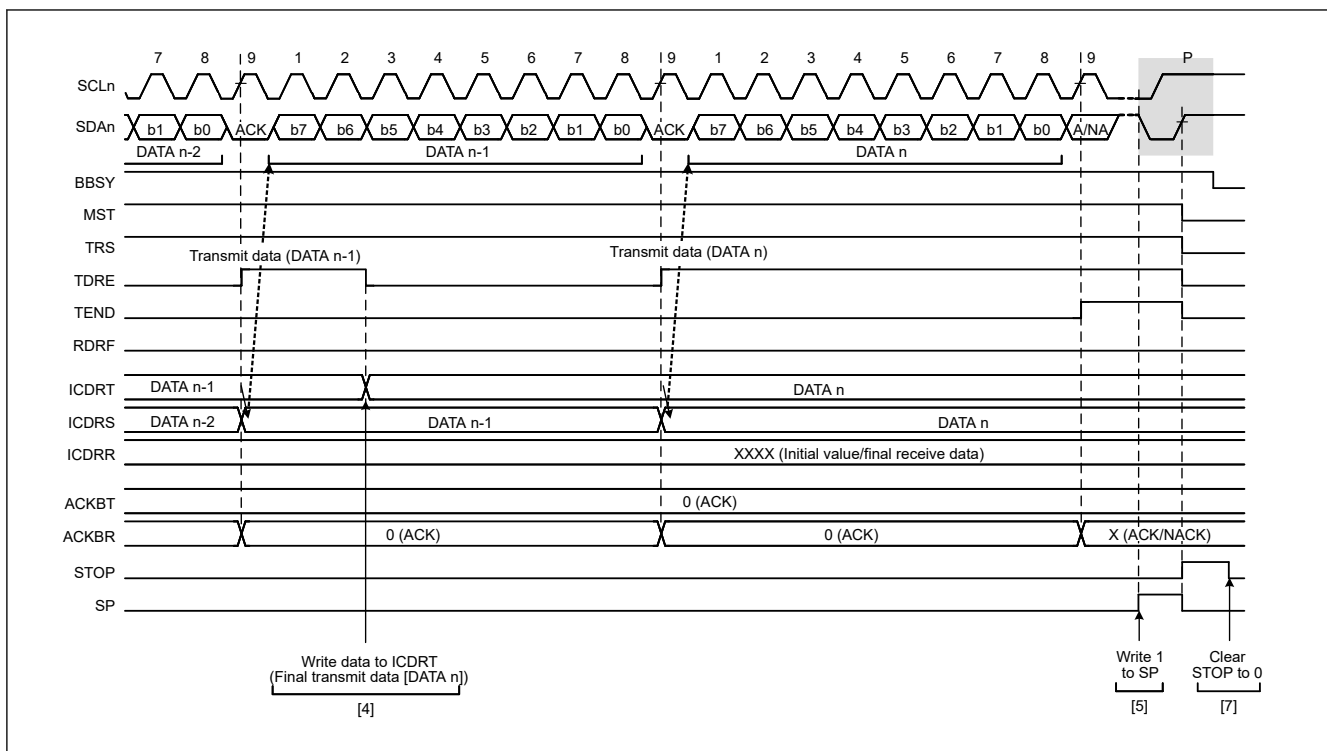 7 8 9 1 2 3 4 5 6 7 8 9 1 2 3 4 5 6 7 8 9 P
SCLn
SDAn b1 b0 ACK b7 b6 b5 b4 b3 b2 b1 b0 ACK b7 b6 b5 b4 b3 b2 b1 b0 A/NA
DATA n-2 DATA n-1 DATA n
BBSY
MST
TRS
Transmit data (DATA n-1) Transmit data (DATA n)
TDRE
TEND
RDRF
ICDRT DATA n-1 DATA n
ICDRS DATA n-2 DATA n-1 DATA n
ICDRR XXXX (Initial value/final receive data)
ACKBT 0 (ACK)
ACKBR 0 (ACK) 0 (ACK) X (ACK/NACK)
STOP
SP
Write data to ICDRT Write 1 Clear
(Final transmit data [DATA n]) to SP STOP to 0
[4] [5] [7]